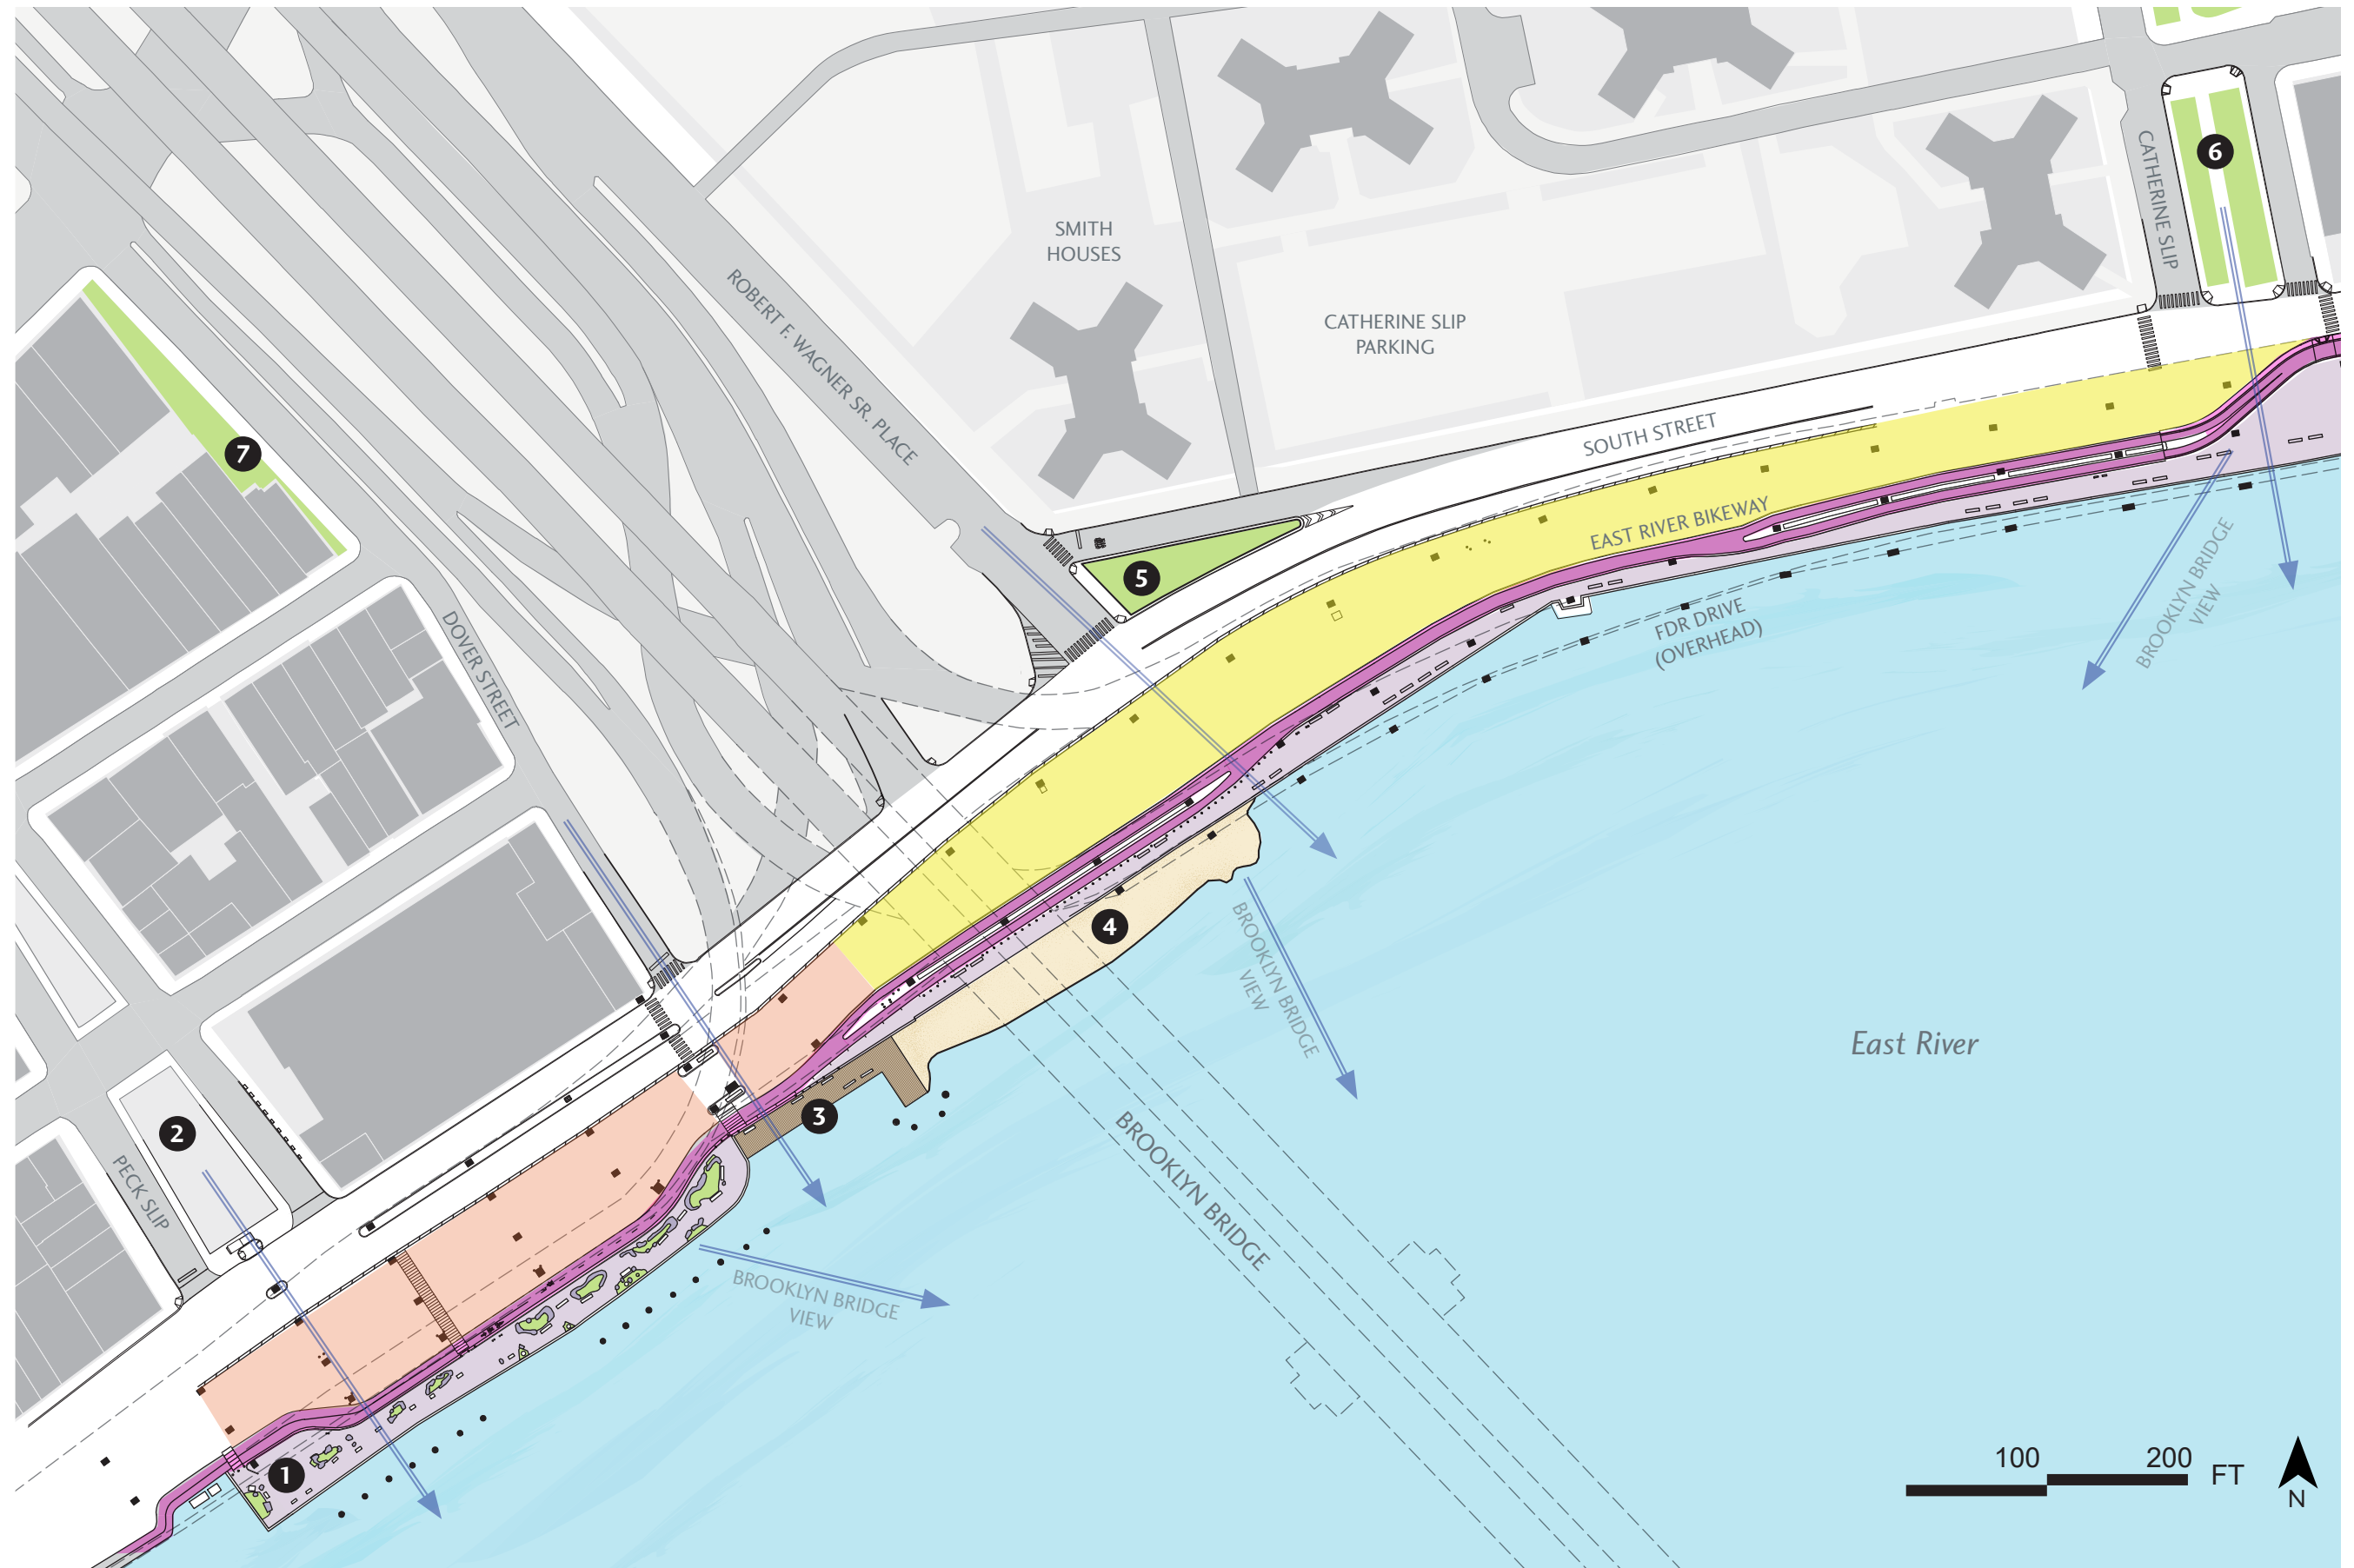 6
CATHERINE SLIP
SMITH
HOUSES
ROBERT F. WAGNER SR. PLACE
CATHERINE SLIP
PARKING
SOUTH STREET
7
EAST RIVER BIKEWAY
5
BROOKLYN BRIDGE
VIEW
FDR DRIVE
(OVERHEAD)
DOVER STREET
4
BROOKLYN BRIDGE
VIEW
East River
3
2
PECK SLIP
BROOKLYN BRIDGE
BROOKLYN BRIDGE
VIEW
1
100
200
FT
N